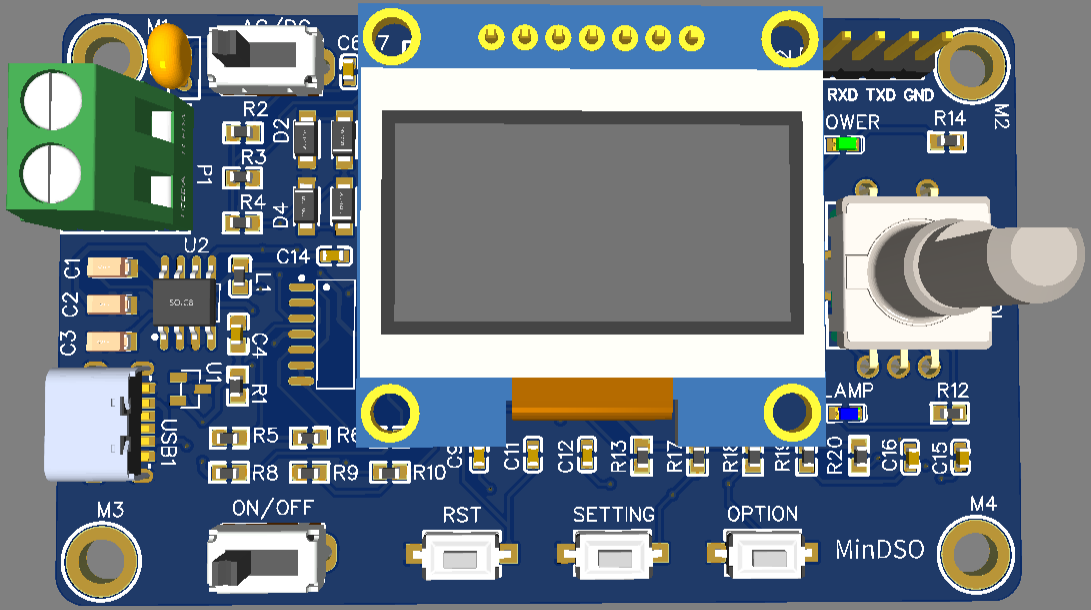 M1
AC/DC
C6
7
RXD TXD GND
M2
R2
D2
OWER
R14
R3
P1
R4
D4
U2
C14
C1
L1
SO.C8
C2
C3
C4
U1
R1
LAMP
R12
USB1
R5
R6
R8
R9
R10
C9
C11
C12
R13
R17
R18
R19
R20
C16
C15
M3
ON/OFF
RST
SETTING
OPTION
M4
MinDSO